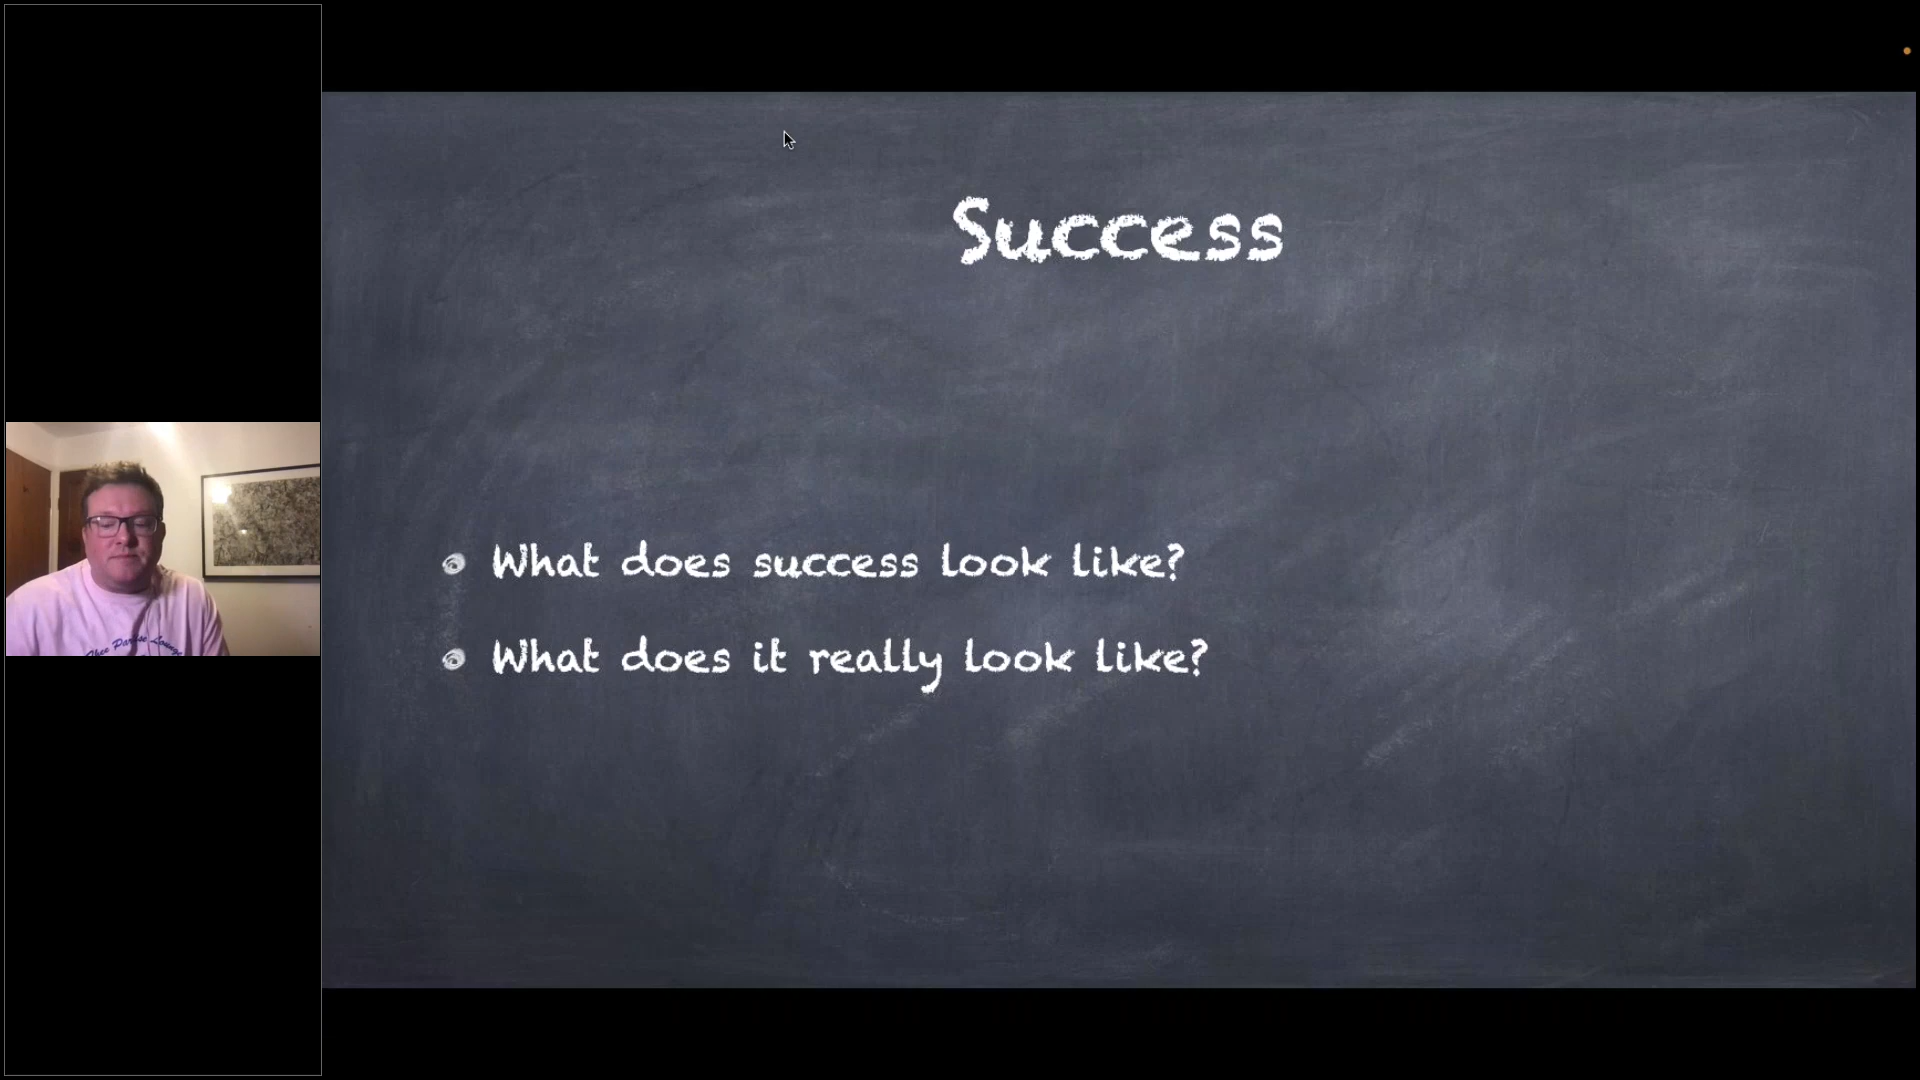 Success
What does success look like?
What does it really look like?